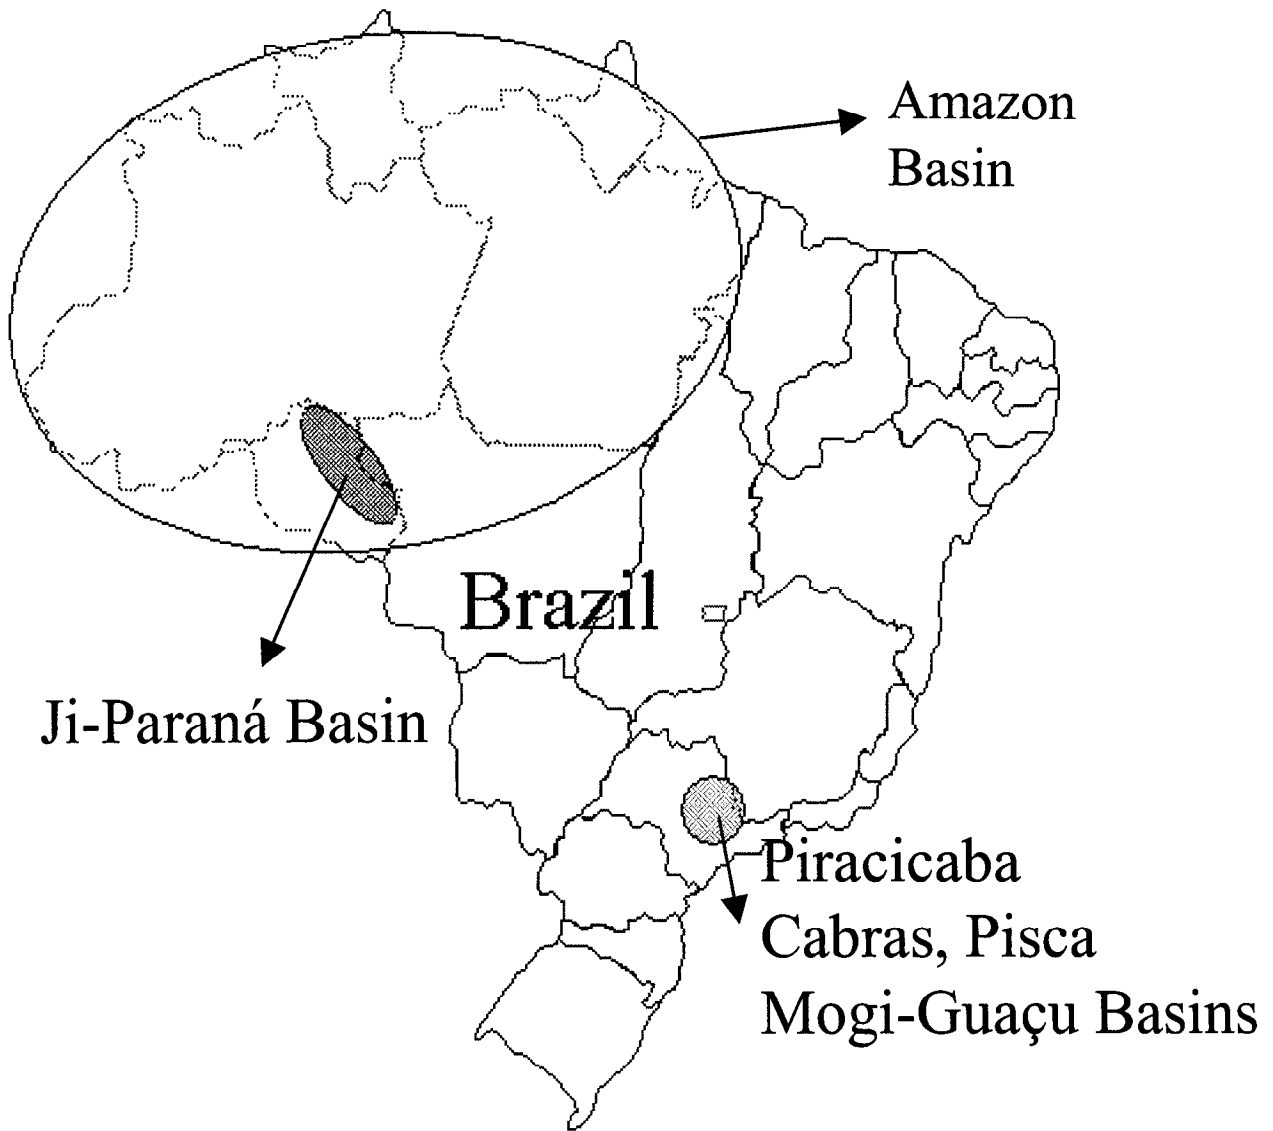 Amazon
Basin
Brazil
Ji-Paraná Basin
Piracicaba
Cabras, Pisca
Mogi-Guaçu Basins